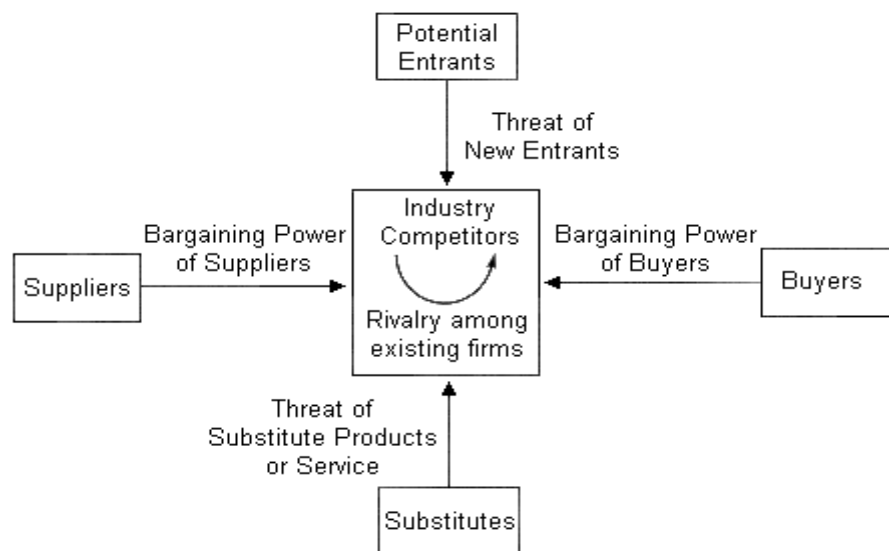 Potential
Entrants
Threat of
New Entrants
Industry
Competitors
Bargaining Power
of Suppliers
Bargaining Power
of Buyers
Suppliers
Buyers
Rivalry among
existing firms
Threat of
Substitute Products
or Service
Substitutes